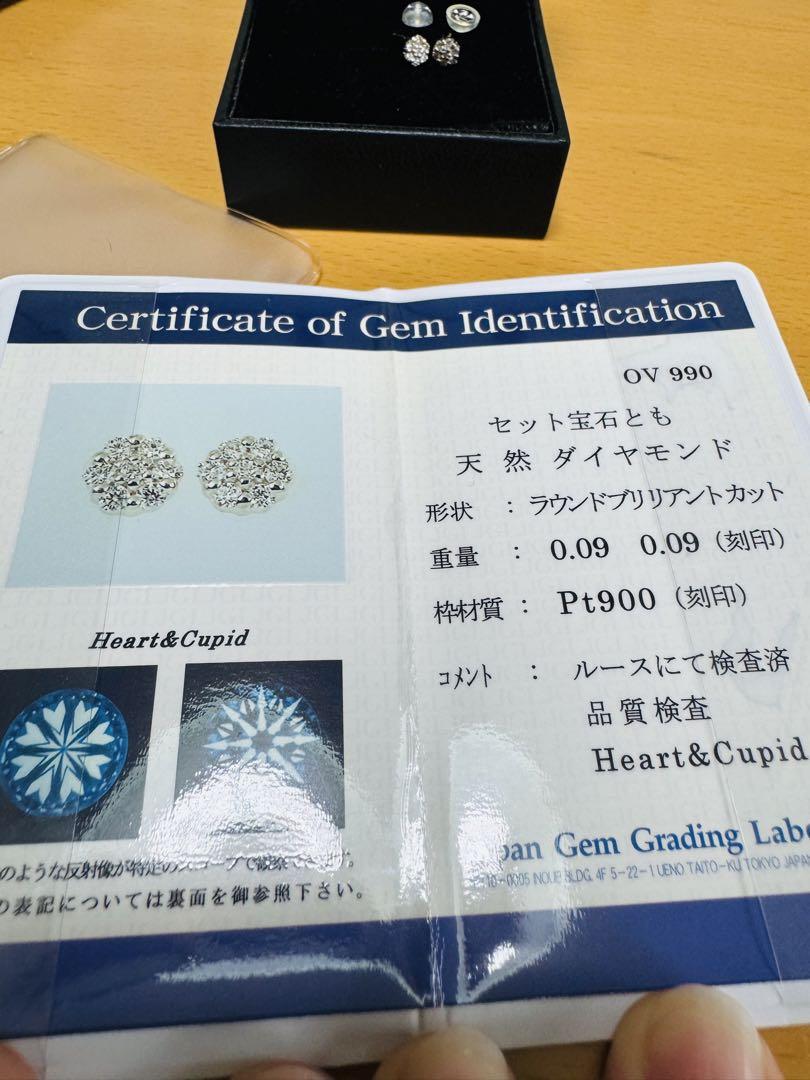 Certificate of Gem Identification
OV 990
セット宝石とも
天 然 ダイヤモンド
形状 : ラウンドブリリアントカット
重量 : 0.09 0.09 (刻印)
枠材質 : Pt900 (刻印)
コメント : ルースにて検査済
品質検査
Heart&Cupid
Heart&Cupid
のような反射像が特定のスコープで
の表記については裏面を御参照下さい。
Gem Grading
INOUE BLDG. 4F 5-22-1 UENO TAITO-KU TOKYO JAPAN